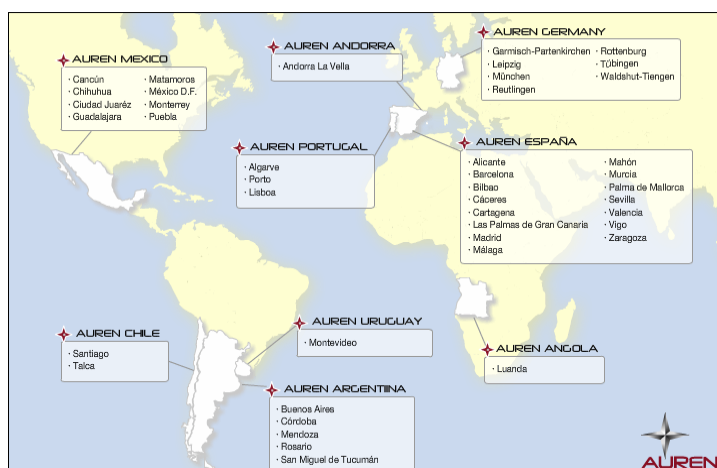 AUREN MEXICO
· Cancún
· Chihuhua
· Ciudad Juaréz
· Guadalajara
· Matamoros
· México D.F.
· Monterrey
· Puebla
AUREN ANDORRA
· Andorra La Vella
AUREN GERMANY
· Garmisch-Partenkirchen
· Leipzig
· München
· Reutlingen
· Rottenburg
· Tübingen
· Waldshut-Tiengen
AUREN PORTUGAL
· Algarve
· Porto
· Lisboa
AUREN ESPAÑA
· Alicante
· Barcelona
· Bilbao
· Cáceres
· Cartagena
· Las Palmas de Gran Canaria
· Madrid
· Málaga
· Mahón
· Murcia
· Palma de Mallorca
· Sevilla
· Valencia
· Vigo
· Zaragoza
AUREN CHILE
· Santiago
· Talca
AUREN URUGUAY
· Montevideo
AUREN ANGOLA
· Luanda
AUREN ARGENTIINA
· Buenos Aires
· Córdoba
· Mendoza
· Rosario
· San Miguel de Tucumán
AUREN